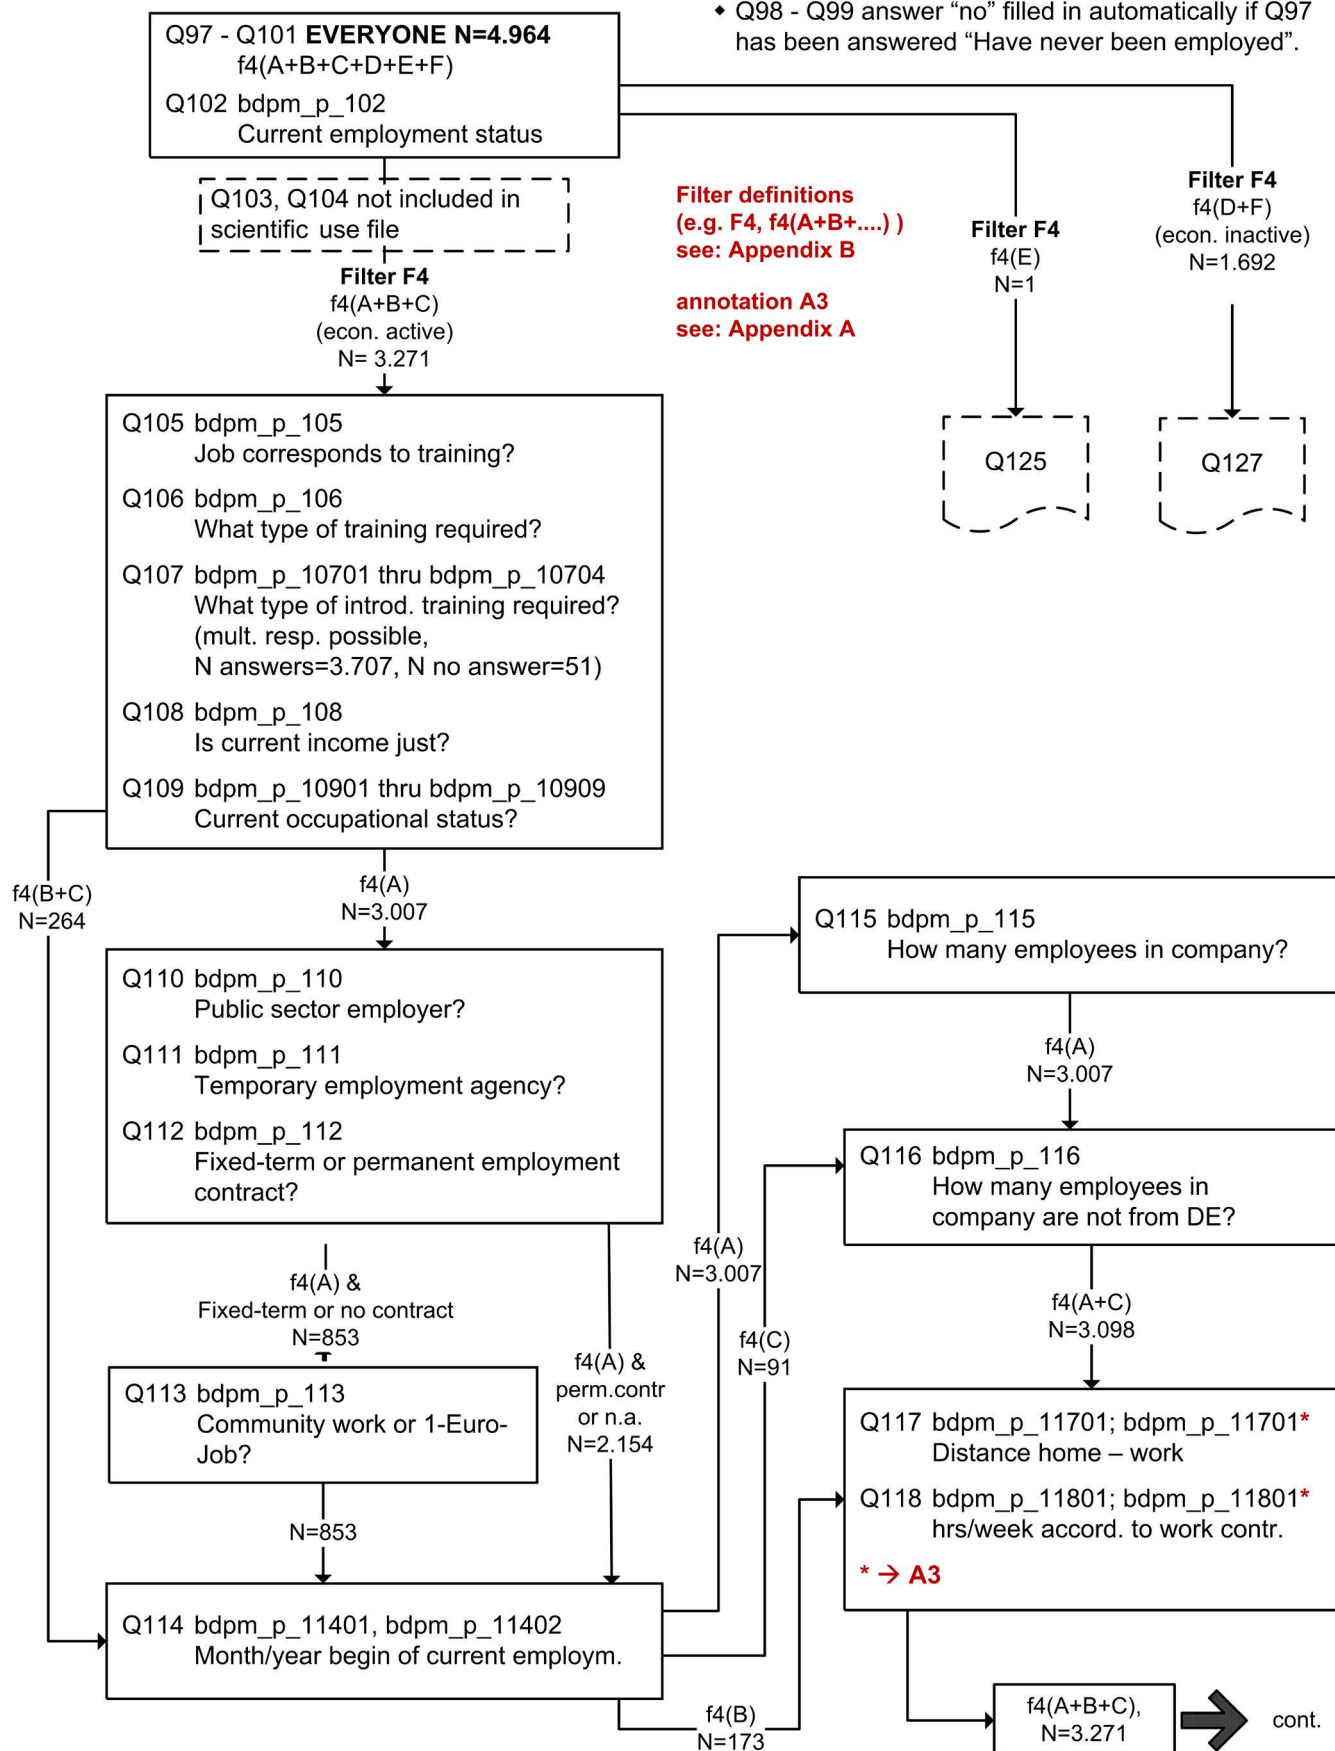 ◆ Q98 - Q99 answer “no” filled in automatically if Q97
has been answered “Have never been employed”.
Q97 - Q101 EVERYONE N=4.964
f4(A+B+C+D+E+F)
Q102 bdpm_p_102
Current employment status
Q103, Q104 not included in
scientific use file
Filter F4
f4(A+B+C)
(econ. active)
N= 3.271
Filter definitions
(e.g. F4, f4(A+B+....) )
see: Appendix B
annotation A3
see: Appendix A
Filter F4
f4(E)
N=1
Filter F4
f4(D+F)
(econ. inactive)
N=1.692
Q125
Q127
Q105 bdpm_p_105
Job corresponds to training?
Q106 bdpm_p_106
What type of training required?
Q107 bdpm_p_10701 thru bdpm_p_10704
What type of introd. training required?
(mult. resp. possible,
N answers=3.707, N no answer=51)
Q108 bdpm_p_108
Is current income just?
Q109 bdpm_p_10901 thru bdpm_p_10909
Current occupational status?
f4(B+C)
N=264
f4(A)
N=3.007
Q110 bdpm_p_110
Public sector employer?
Q111 bdpm_p_111
Temporary employment agency?
Q112 bdpm_p_112
Fixed-term or permanent employment
contract?
f4(A) &
Fixed-term or no contract
N=853
f4(A) &
perm.contr
or n.a.
N=2.154
Q113 bdpm_p_113
Community work or 1-Euro-
Job?
N=853
Q114 bdpm_p_11401, bdpm_p_11402
Month/year begin of current employm.
f4(A)
N=3.007
f4(C)
N=91
f4(B)
N=173
Q115 bdpm_p_115
How many employees in company?
f4(A)
N=3.007
Q116 bdpm_p_116
How many employees in
company are not from DE?
f4(A+C)
N=3.098
Q117 bdpm_p_11701; bdpm_p_11701*
Distance home – work
Q118 bdpm_p_11801; bdpm_p_11801*
hrs/week accord. to work contr.
* → A3
f4(A+B+C),
N=3.271
cont.